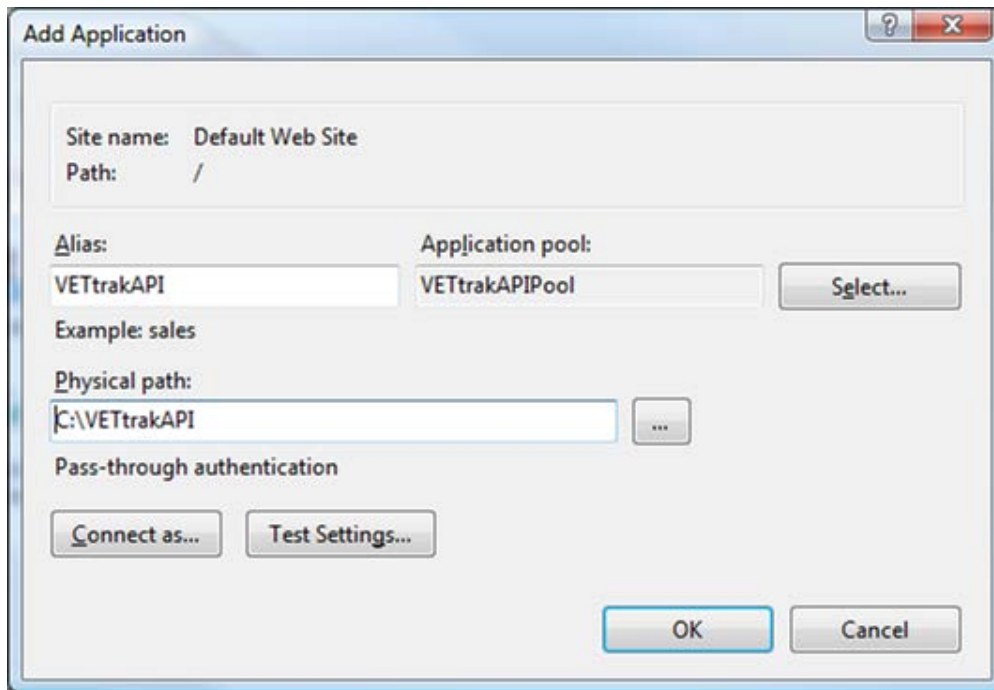 Add Application
Site name: Default Web Site
Path: /
Alias: Application pool:
VETtrakAPI VETtrakAPIPool Select...
Example: sales
Physical path:
C:\VETtrakAPI ...
Pass-through authentication
Connect as... Test Settings...
OK Cancel